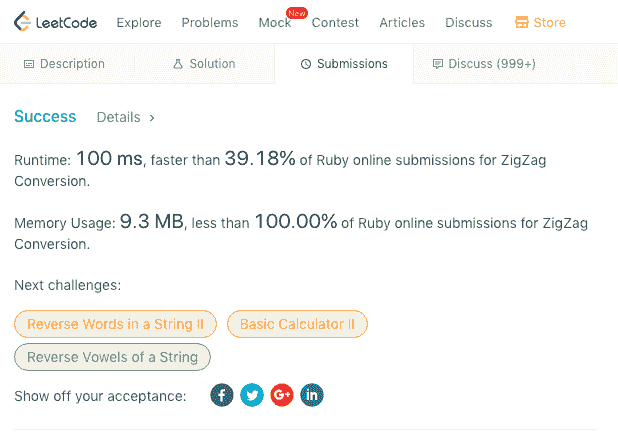 LeetCode Explore Problems Mock New Contest Articles Discuss Store
Description Solution Submissions Discuss (999+)
Success Details >
Runtime: 100 ms, faster than 39.18% of Ruby online submissions for ZigZag
Conversion.
Memory Usage: 9.3 MB, less than 100.00% of Ruby online submissions for ZigZag
Conversion.
Next challenges:
Reverse Words in a String II Basic Calculator II
Reverse Vowels of a String
Show off your acceptance: f G+ in